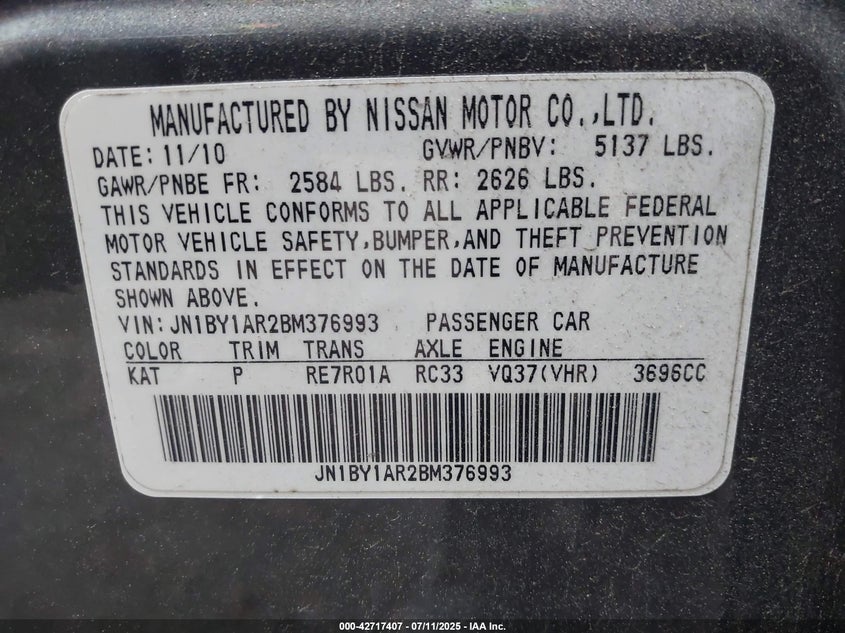 MANUFACTURED BY NISSAN MOTOR CO.,LTD.
DATE: 11/10 GVWR/PNBV: 5137 LBS.
GAWR/PNBE FR: 2584 LBS. RR: 2626 LBS.
THIS VEHICLE CONFORMS TO ALL APPLICABLE FEDERAL
MOTOR VEHICLE SAFETY,BUMPER,AND THEFT PREVENTION
STANDARDS IN EFFECT ON THE DATE OF MANUFACTURE
SHOWN ABOVE.
VIN:JN1BY1AR2BM376993 PASSENGER CAR
COLOR TRIM TRANS AXLE ENGINE
KAT P RE7R01A RC33 VQ37(VHR) 3696CC
JN1BY1AR2BM376993
000-42717407 - 07/11/2025 - IAA Inc.